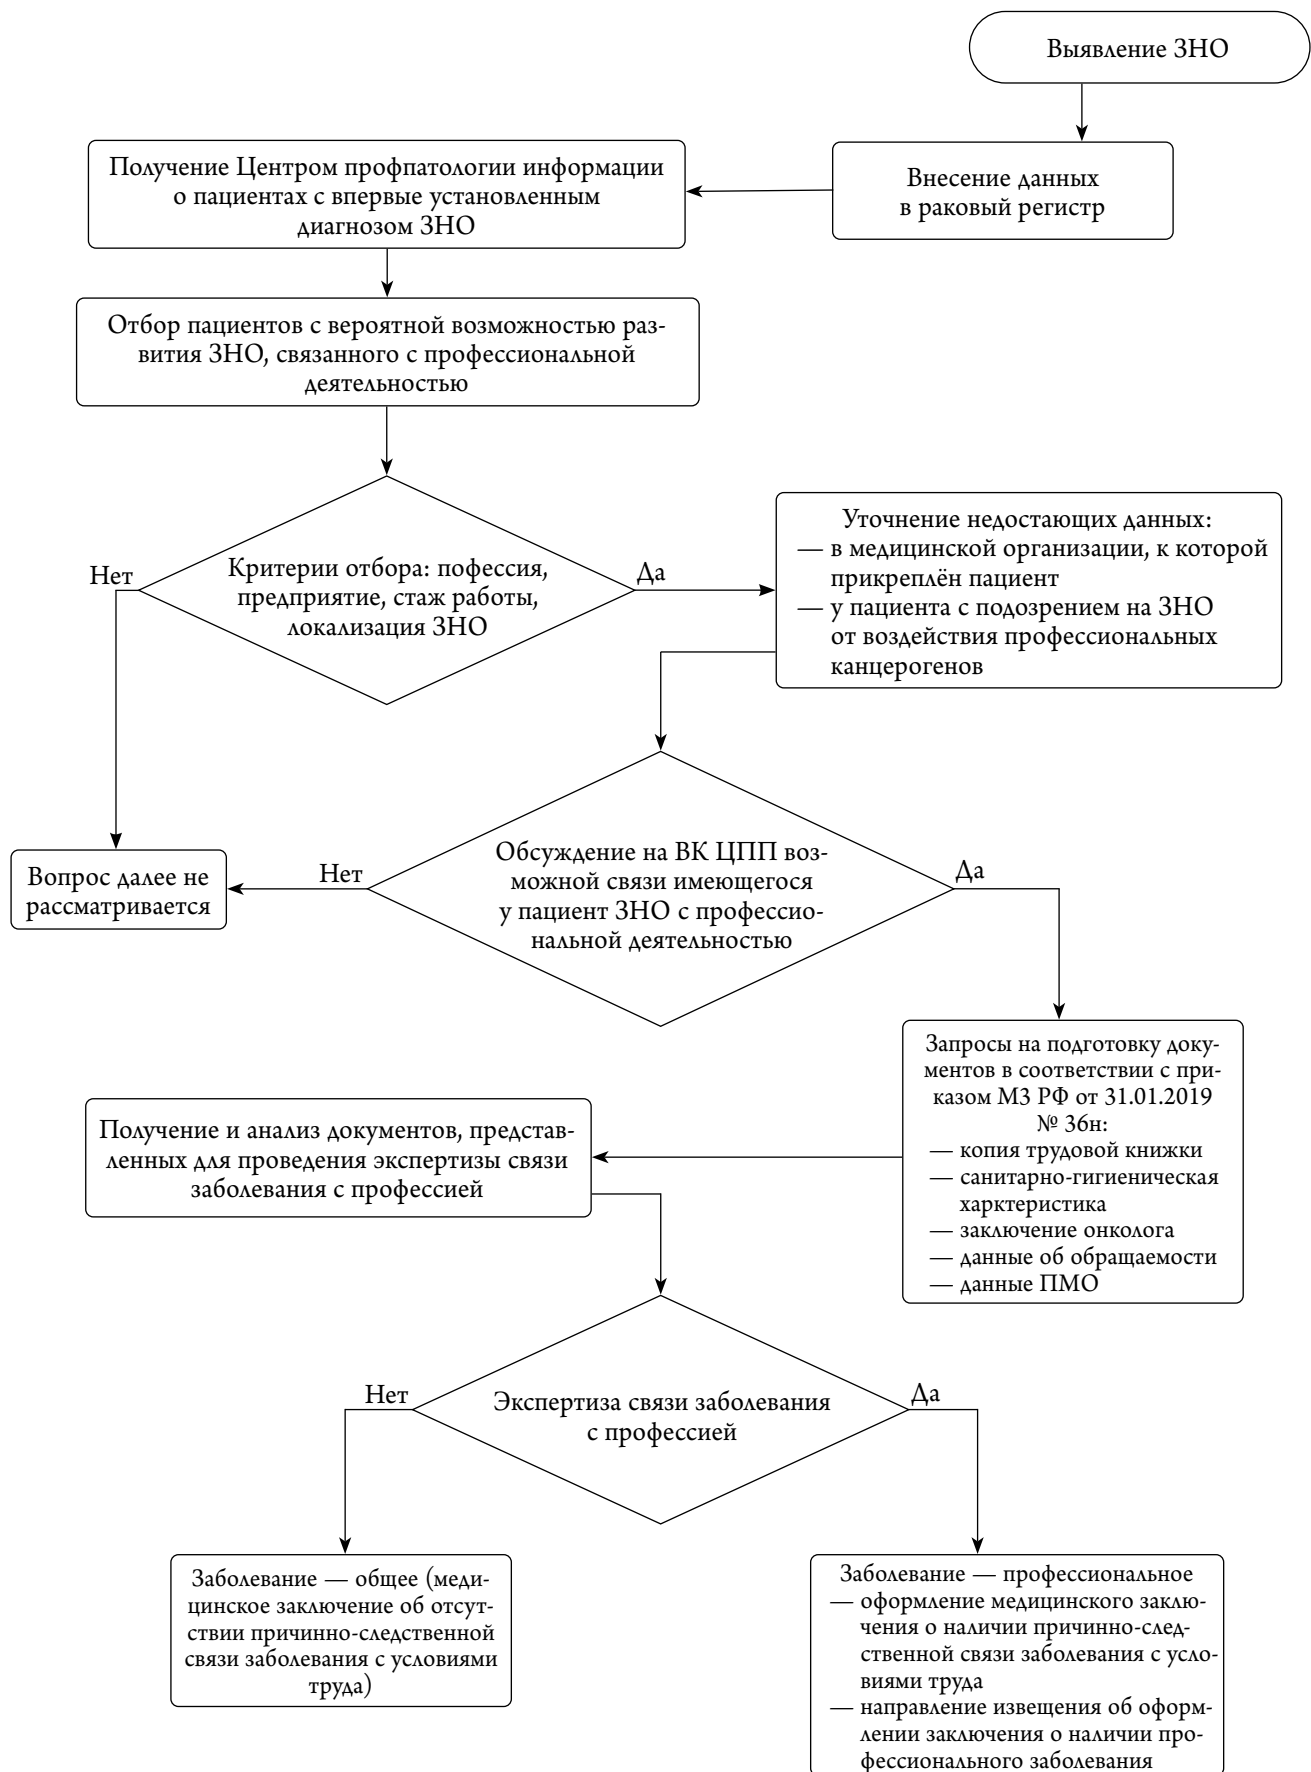 Выявление ЗНО
Внесение данных
в раковый регистр
Получение Центром профпатологии информации
о пациентах с впервые установленным
диагнозом ЗНО
Отбор пациентов с вероятной возможностью раз-
вития ЗНО, связанного с профессиональной
деятельностью
Критерии отбора: пофессия,
предприятие, стаж работы,
локализация ЗНО
Нет
Да
Уточнение недостающих данных:
— в медицинской организации, к которой
прикреплён пациент
— у пациента с подозрением на ЗНО
от воздействия профессиональных
канцерогенов
Обсуждение на ВК ЦПП воз-
можной связи имеющегося
у пациент ЗНО с профессио-
нальной деятельностью
Нет
Да
Вопрос далее не
рассматривается
Запросы на подготовку доку-
ментов в соответствии с при-
казом МЗ РФ от 31.01.2019
№ 36н:
— копия трудовой книжки
— санитарно-гигиеническая
харктеристика
— заключение онколога
— данные об обращаемости
— данные ПМО
Получение и анализ документов, представ-
ленных для проведения экспертизы связи
заболевания с профессией
Экспертиза связи заболевания
с профессией
Нет
Да
Заболевание — общее (меди-
цинское заключение об отсут-
ствии причинно-следственной
связи заболевания с условиями
труда)
Заболевание — профессиональное
— оформление медицинского заклю-
чения о наличии причинно-след-
ственной связи заболевания с усло-
виями труда
— направление извещения об оформ-
лении заключения о наличии про-
фессионального заболевания